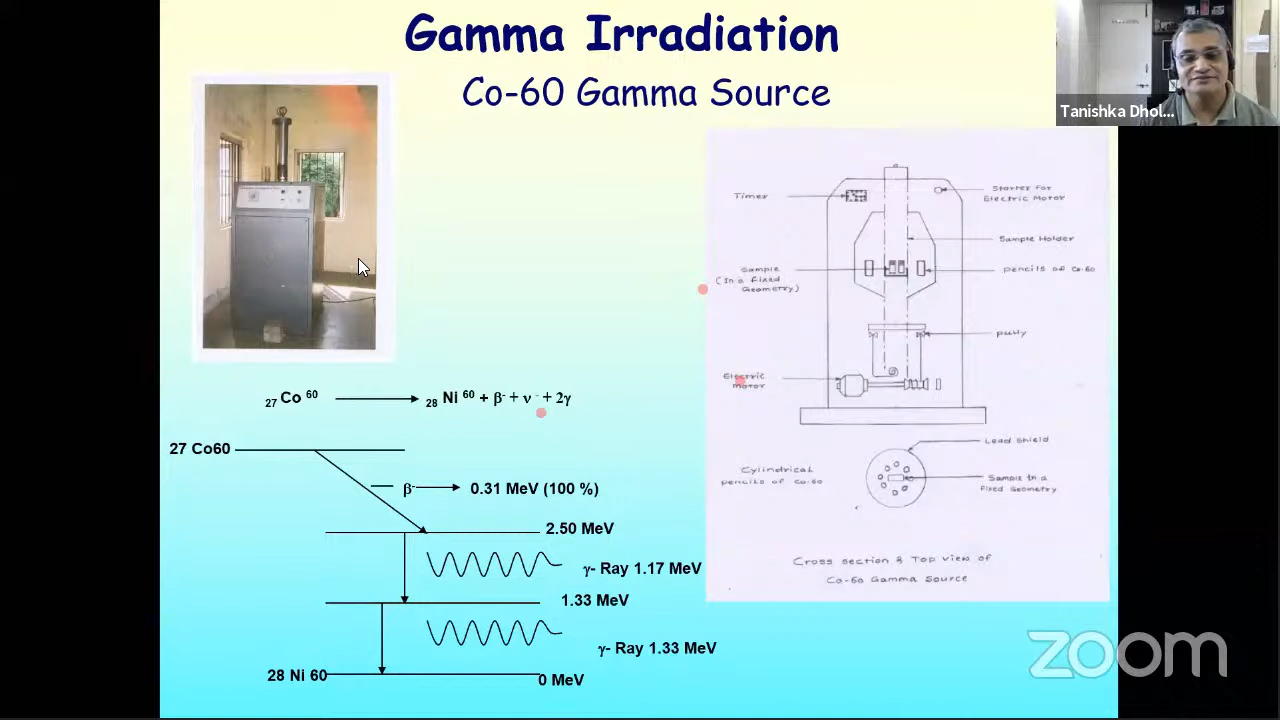 Gamma Irradiation
Co-60 Gamma Source
Tanishka Dhol...
Timer
Starter for
Electric Motor
Sample Holder
Sample
(In a fixed
Geometry)
pencils of Co-60
pully
Electric
motor
27 Co 60 28 Ni 60 + β- + ν - + 2γ
27 Co60
β- 0.31 MeV (100 %)
2.50 MeV
γ- Ray 1.17 MeV
1.33 MeV
γ- Ray 1.33 MeV
28 Ni 60
0 MeV
Lead Shield
Cylindrical
pencils of Co-60
Sample in a
fixed Geometry
Cross section & Top view of
Co-60 Gamma Source
zoom